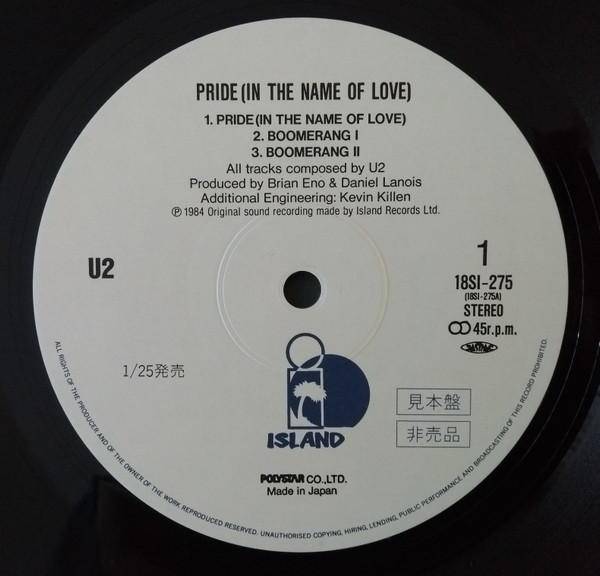 PRIDE(IN THE NAME OF LOVE)
1. PRIDE(IN THE NAME OF LOVE)
2. BOOMERANG I
3. BOOMERANG II
All tracks composed by U2
Produced by Brian Eno & Daniel Lanois
Additional Engineering: Kevin Killen
℗ 1984 Original sound recording made by Island Records Ltd.
U2
1
18SI-275
(18SI-275A)
STEREO
45r.p.m.
1/25発売
見本盤
非売品
ISLAND
POLYSTAR CO.,LTD.
Made in Japan
ALL RIGHTS OF THE PRODUCER AND OF THE OWNER OF THE WORK REPRODUCED RESERVED. UNAUTHORISED COPYING, HIRING, LENDING, PUBLIC PERFORMANCE AND BROADCASTING OF THIS RECORD PROHIBITED.